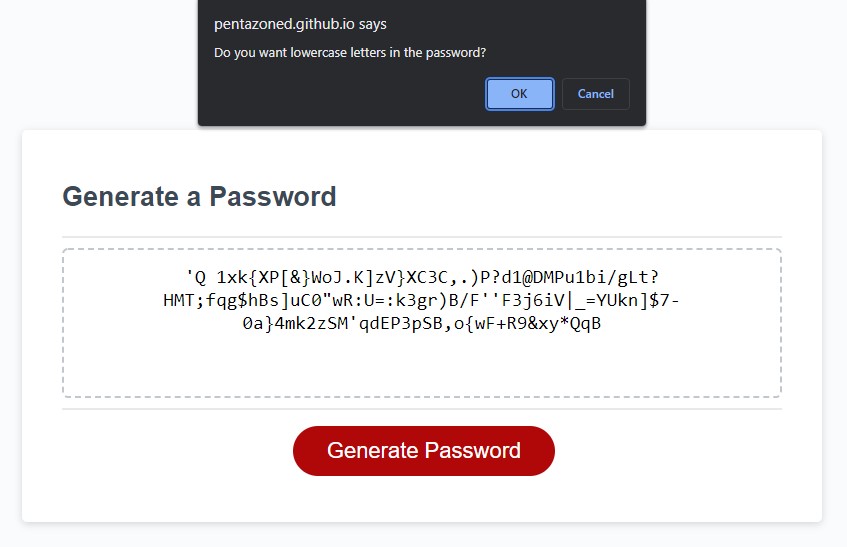 pentazoned.github.io says
Do you want lowercase letters in the password?
OK
Cancel
Generate a Password
'Q 1xk{XP[&}WoJ.K]zV}XC3C,.)P?d1@DMPu1bi/gLt?
HMT;fqg$hBs]uC0"wR:U=:k3gr)B/F''F3j6iV|_=YUkn]$7-
0a}4mk2zSM'qdEP3pSB,o{wF+R9&xy*QqB
Generate Password